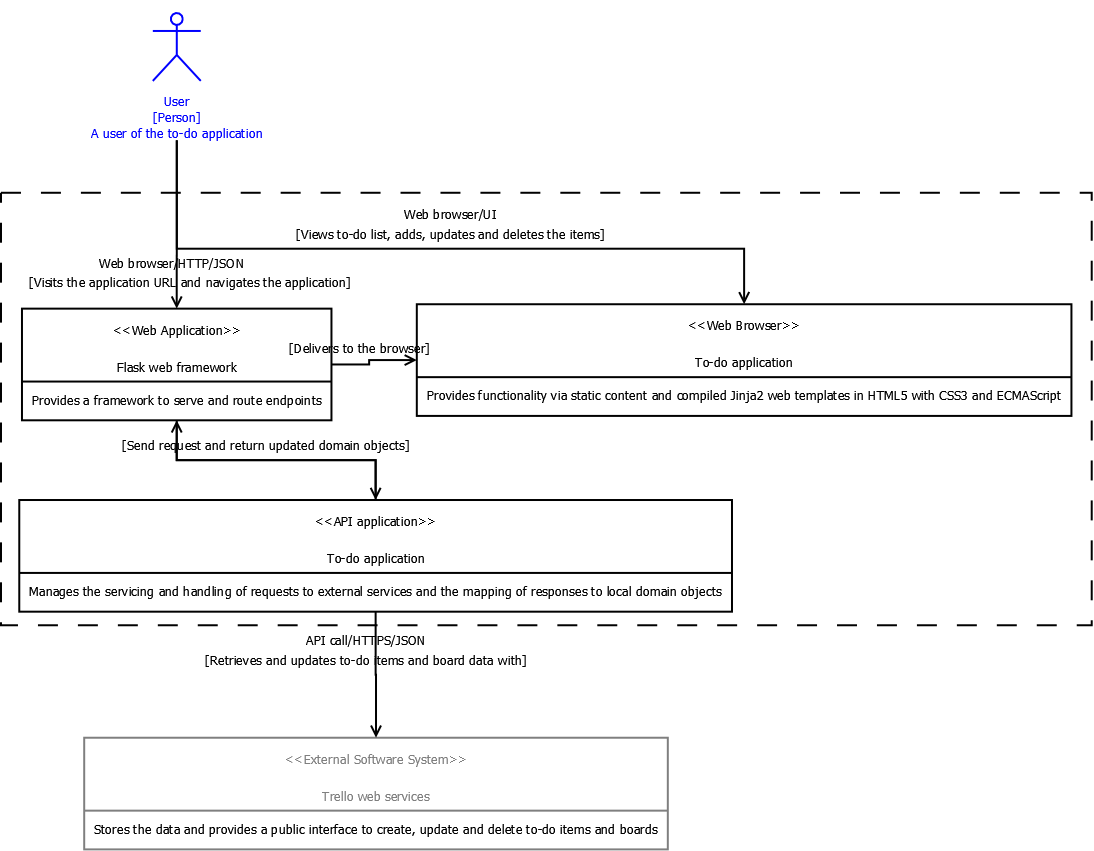 User
[Person]
A user of the to-do application
Web browser/UI
[Views to-do list, adds, updates and deletes the items]
Web browser/HTTP/JSON
[Visits the application URL and navigates the application]
<<Web Application>>
Flask web framework
Provides a framework to serve and route endpoints
[Delivers to the browser]
<<Web Browser>>
To-do application
Provides functionality via static content and compiled Jinja2 web templates in HTML5 with CSS3 and ECMAScript
[Send request and return updated domain objects]
<<API application>>
To-do application
Manages the servicing and handling of requests to external services and the mapping of responses to local domain objects
API call/HTTPS/JSON
[Retrieves and updates to-do items and board data with]
<<External Software System>>
Trello web services
Stores the data and provides a public interface to create, update and delete to-do items and boards